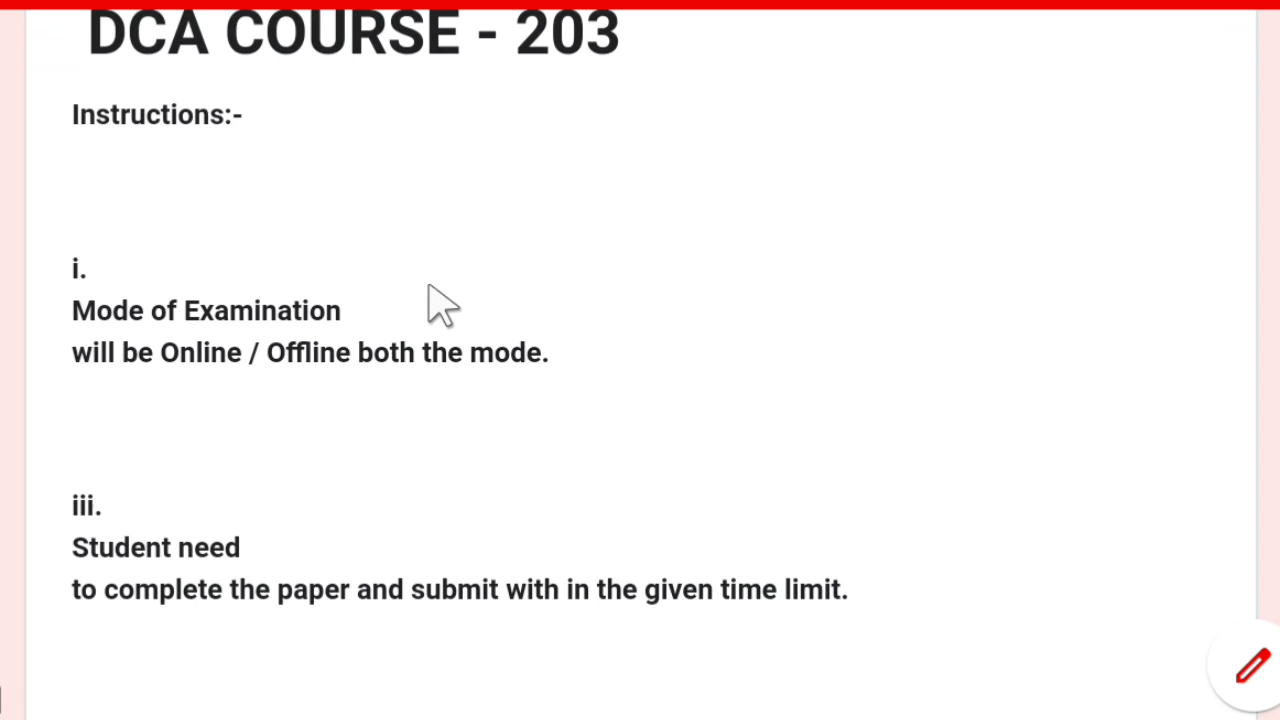 DCA COURSE - 203
Instructions:-
i.
Mode of Examination
will be Online / Offline both the mode.
iii.
Student need
to complete the paper and submit with in the given time limit.